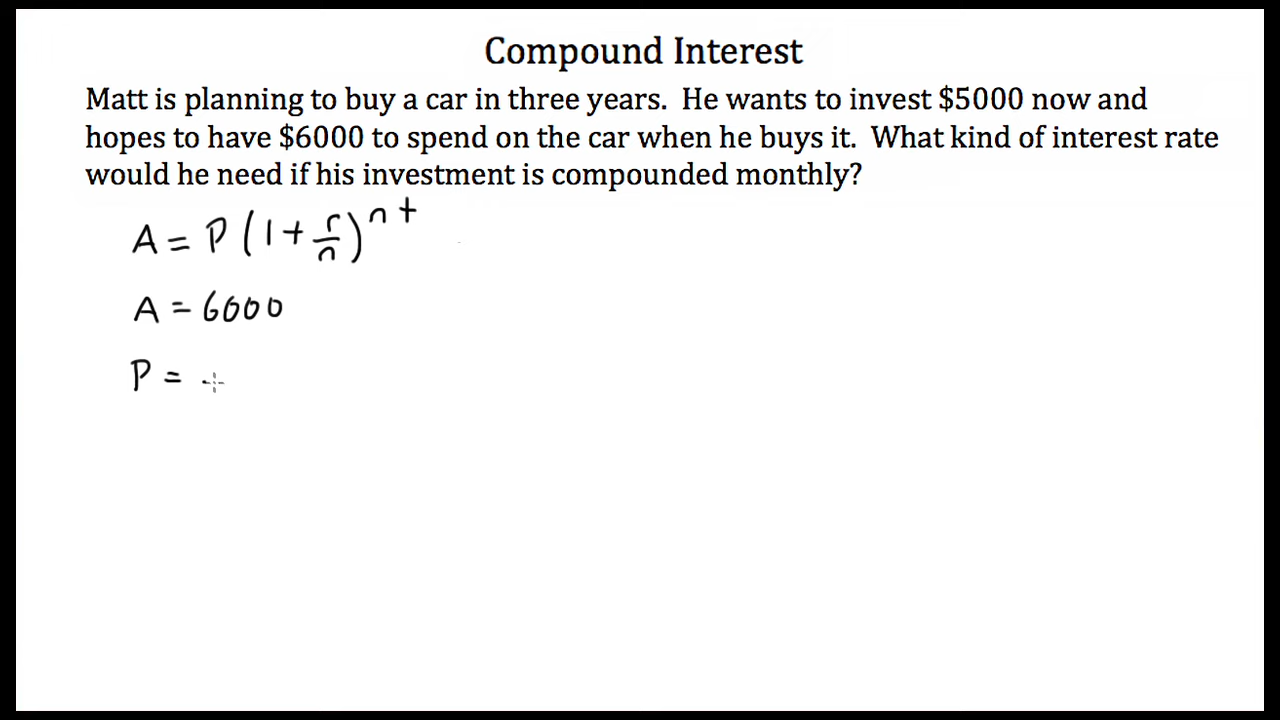 Compound Interest
Matt is planning to buy a car in three years. He wants to invest $5000 now and
hopes to have $6000 to spend on the car when he buys it. What kind of interest rate
would he need if his investment is compounded monthly?
A = P(1 + r/n)^nt
A = 6000
P =